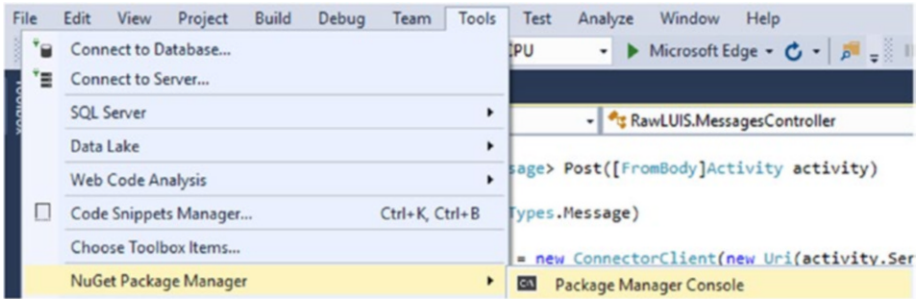 File Edit View Project Build Debug Team Tools Test Analyze Window Help
Connect to Database... PU Microsoft Edge
Connect to Server...
SQL Server
RawLUIS.MessagesController
Data Lake
sage> Post([FromBody]Activity activity)
Web Code Analysis
Code Snippets Manager... Ctrl+K, Ctrl+B ypes.Message)
Choose Toolbox Items...
= new ConnectorClient(new Uri(activity.Ser
NuGet Package Manager
Package Manager Console